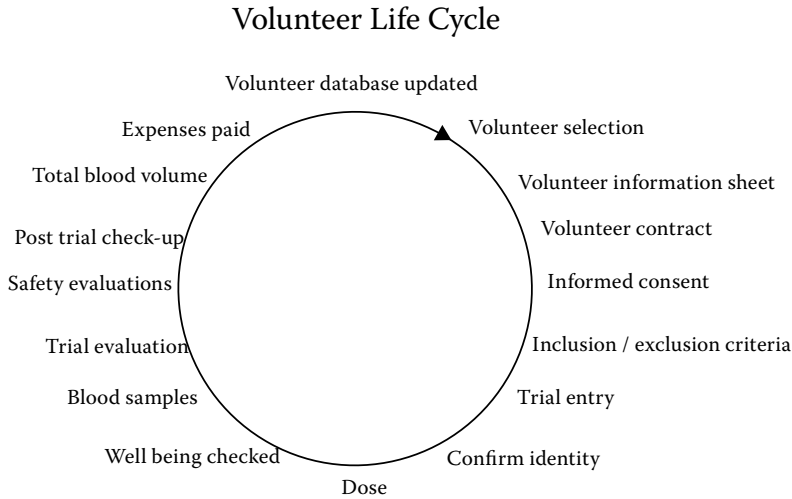 Volunteer Life Cycle
Volunteer database updated
Volunteer selection
Volunteer information sheet
Volunteer contract
Informed consent
Inclusion / exclusion criteria
Trial entry
Confirm identity
Dose
Well being checked
Blood samples
Trial evaluation
Safety evaluations
Post trial check-up
Total blood volume
Expenses paid